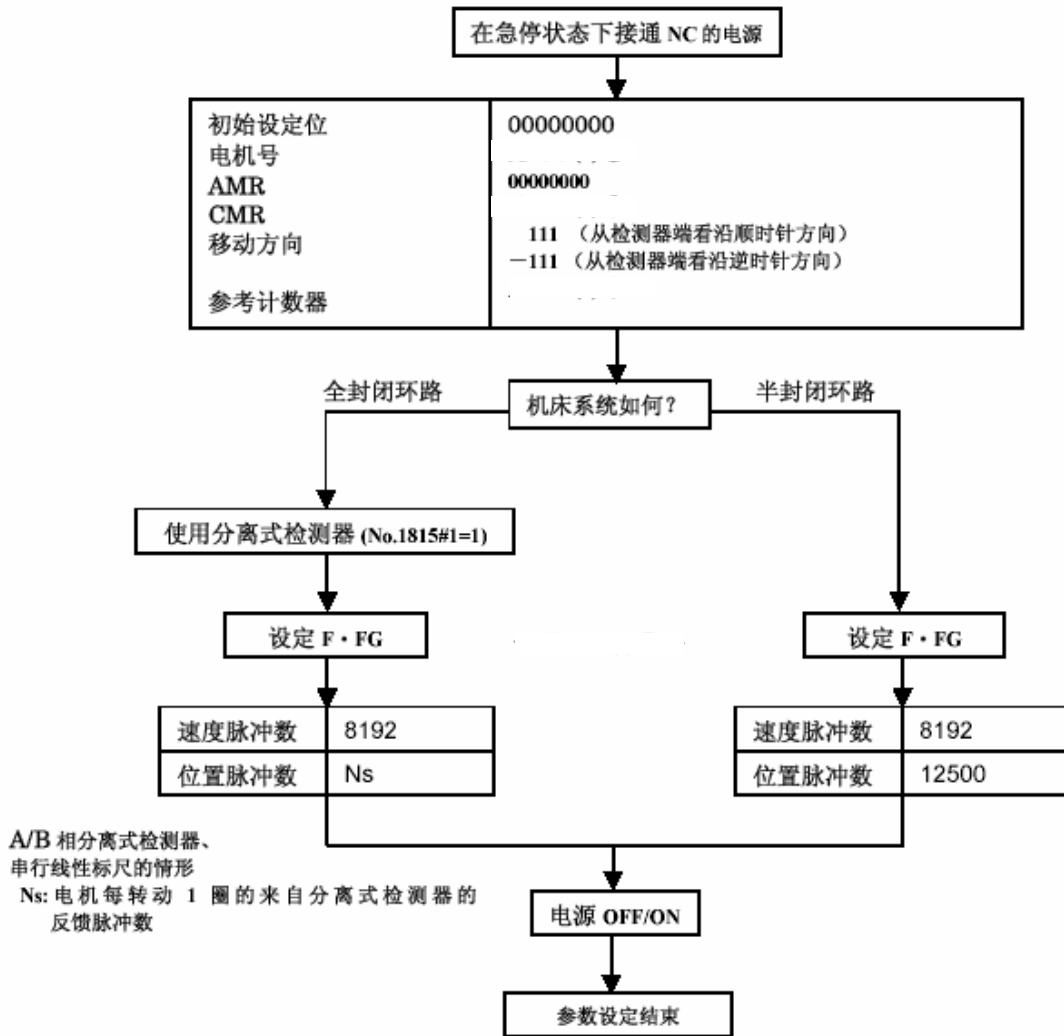 在急停状态下接通 NC 的电源
初始设定位 00000000
电机号
AMR 00000000
CMR
移动方向 111 （从检测器端看沿顺时针方向）
－111 （从检测器端看沿逆时针方向）
参考计数器
全封闭环路
机床系统如何？
半封闭环路
使用分离式检测器 (No.1815#1=1)
设定 F・FG
设定 F・FG
速度脉冲数 8192
位置脉冲数 Ns
速度脉冲数 8192
位置脉冲数 12500
A/B 相分离式检测器、
串行线性标尺的情形
Ns: 电机每转动 1 圈的来自分离式检测器的
反馈脉冲数
电源 OFF/ON
参数设定结束